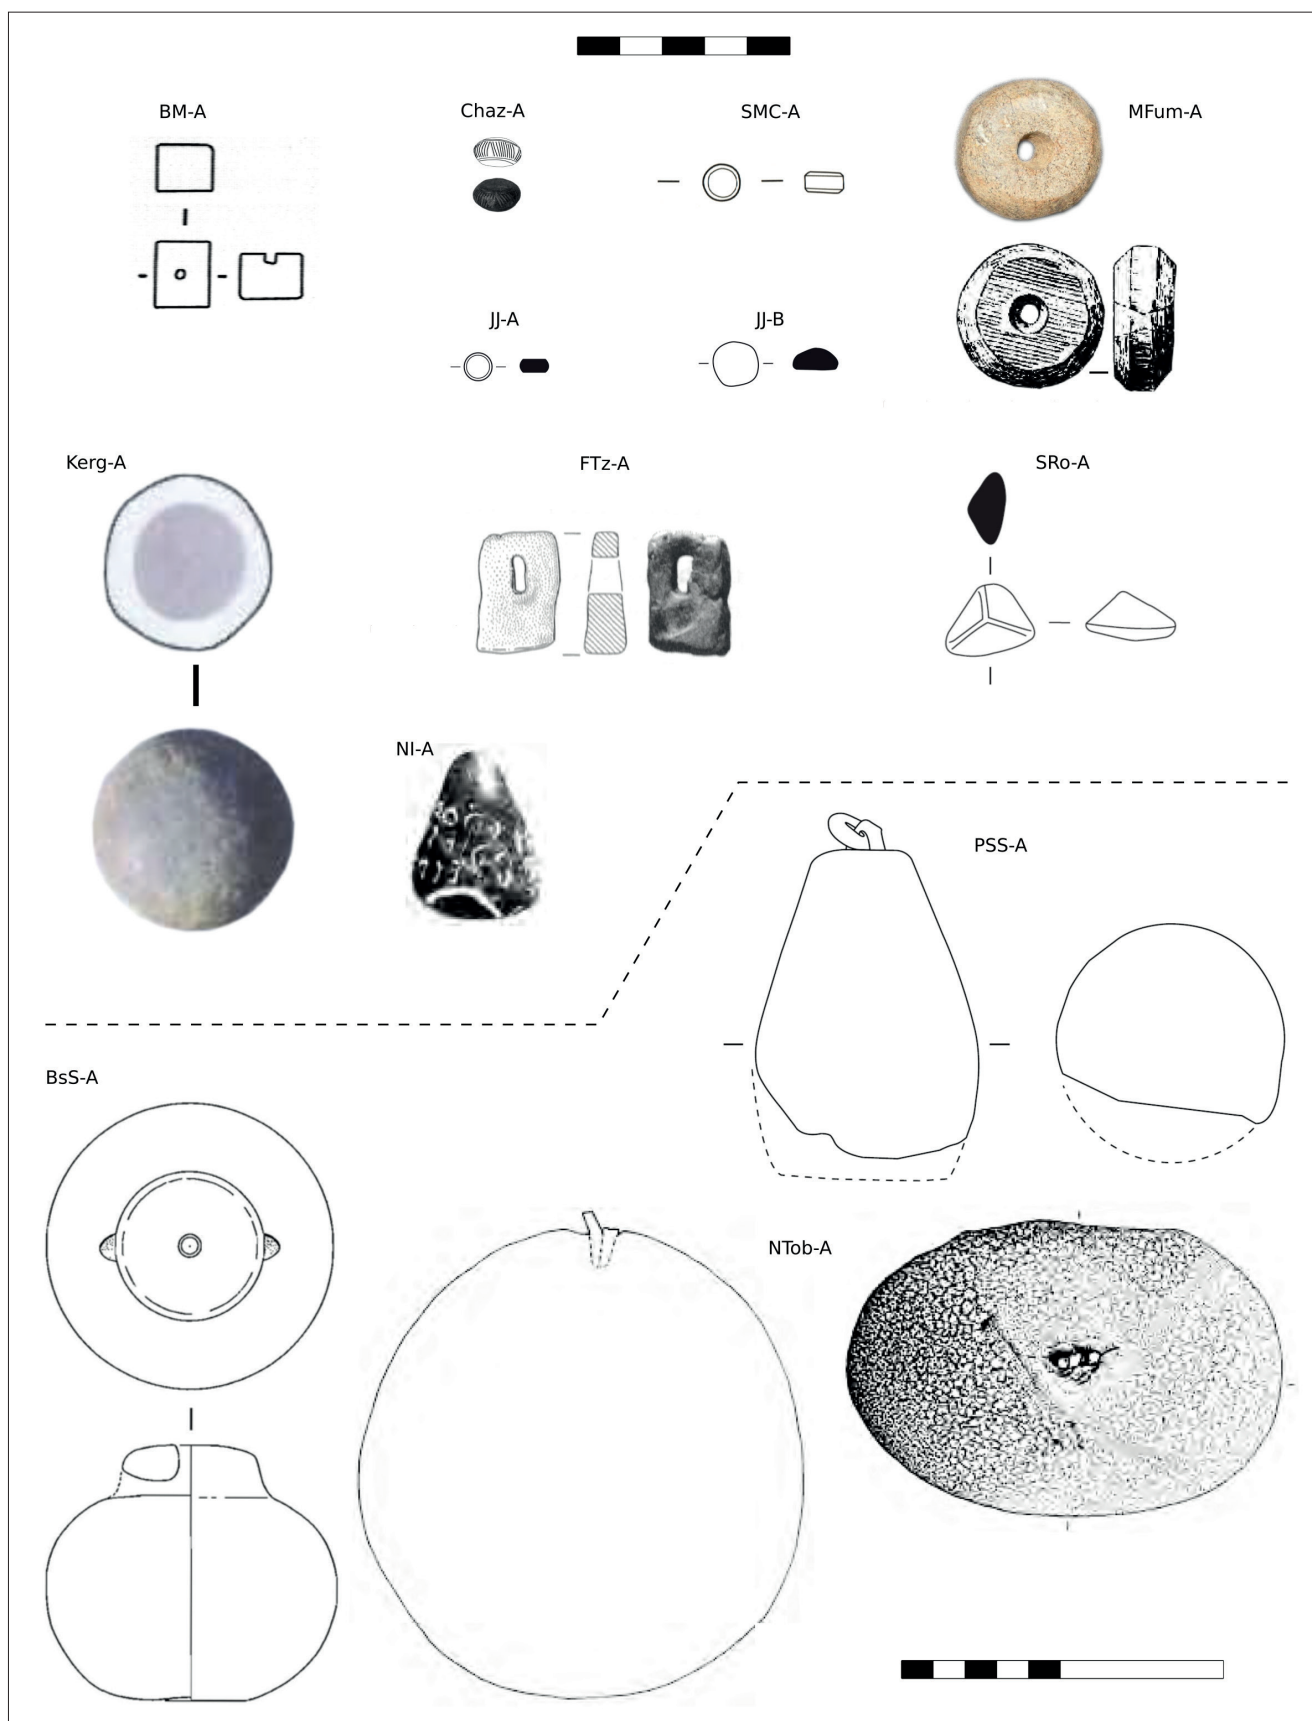 BM-A
Chaz-A
SMC-A
MFum-A
JJ-A
JJ-B
Kerg-A
FTz-A
SRo-A
NI-A
PSS-A
BsS-A
NTob-A